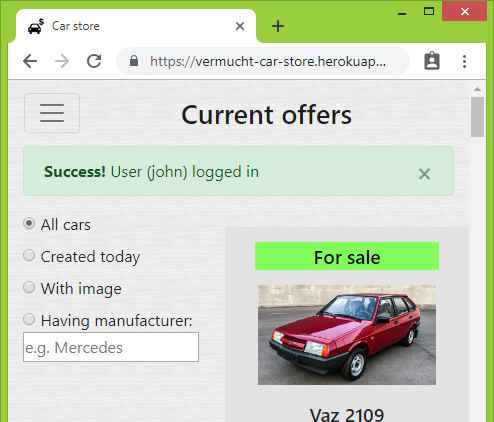 Car store
https://vermucht-car-store.herokuap...
Current offers
Success! User (john) logged in
×
All cars
Created today
With image
Having manufacturer:
e.g. Mercedes
For sale
Vaz 2109